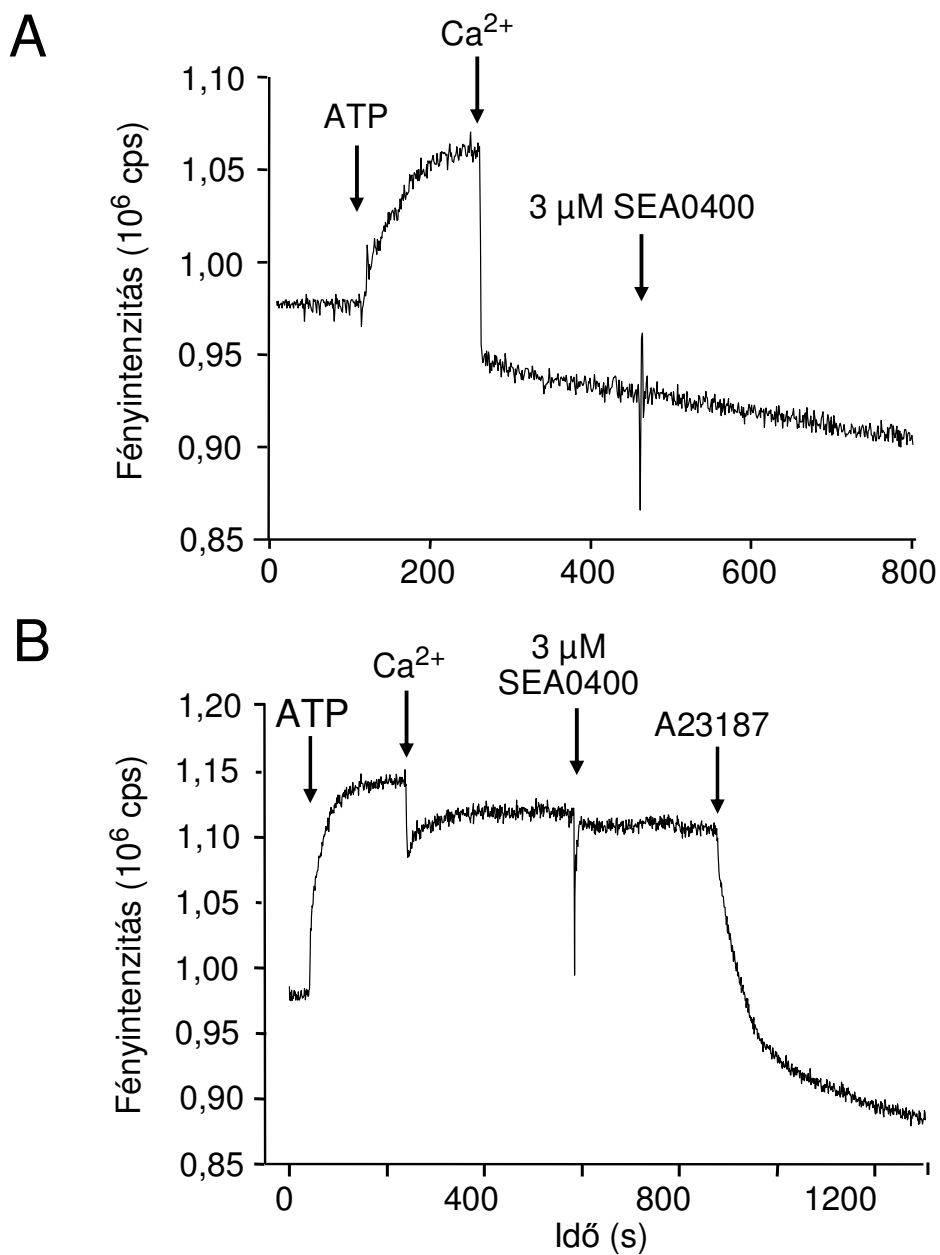 A
Ca2+
ATP
3 µM SEA0400
Fényintenzitás (10⁶ cps)
1,10
1,05
1,00
0,95
0,90
0,85
0 200 400 600 800
B
Ca2+
3 µM
SEA0400
ATP
A23187
Fényintenzitás (10⁶ cps)
1,20
1,15
1,10
1,05
1,00
0,95
0,90
0,85
0 400 800 1200
Idő (s)